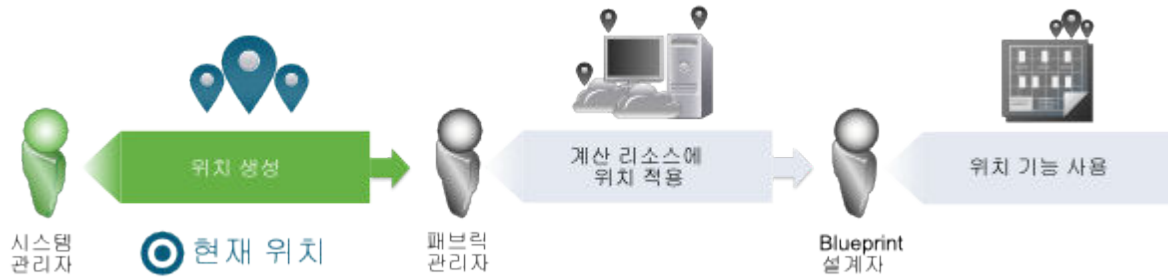 위치 생성
계산 리소스에
위치 적용
위치 기능 사용
시스템
관리자
현재 위치
패브릭
관리자
Blueprint
설계자